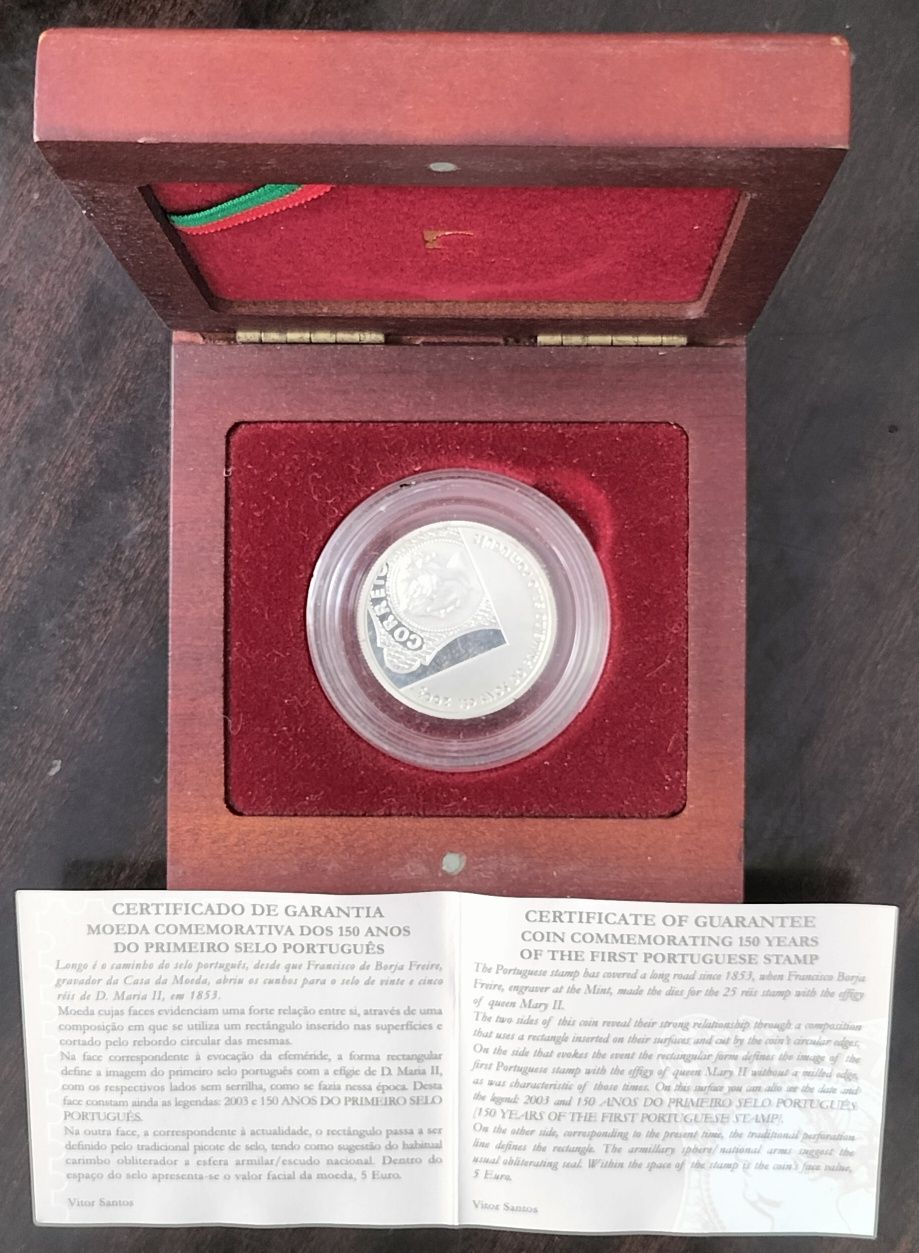 CORREIO
2003 150 ANOS DO PRIMEIRO SELO PORTUGUÊS
CERTIFICADO DE GARANTIA
MOEDA COMEMORATIVA DOS 150 ANOS
DO PRIMEIRO SELO PORTUGUÊS
Longo é o caminho do selo português, desde que Francisco de Borja Freire,
gravador da Casa da Moeda, abriu os cunhos para o selo de vinte e cinco
réis de D. Maria II, em 1853.
Moeda cujas faces evidenciam uma forte relação entre si, através de uma
composição em que se utiliza um rectângulo inserido nas superfícies e
cortado pelo rebordo circular das mesmas.
Na face correspondente à evocação da efeméride, a forma rectangular
define a imagem do primeiro selo português com a efígie de D. Maria II,
com os respectivos lados sem serrilha, como se fazia nessa época. Desta
face constam ainda as legendas: 2003 e 150 ANOS DO PRIMEIRO SELO
PORTUGUÊS.
Na outra face, a correspondente à actualidade, o rectângulo passa a ser
definido pelo tradicional picote de selo, tendo como sugestão do habitual
carimbo obliterador a esfera armilar/escudo nacional. Dentro do
espaço do selo apresenta-se o valor facial da moeda, 5 Euro.
Vitor Santos
CERTIFICATE OF GUARANTEE
COIN COMMEMORATING 150 YEARS
OF THE FIRST PORTUGUESE STAMP
The Portuguese stamp has covered a long road since 1853, when Francisco Borja
Freire, engraver at the Mint, made the dies for the 25 réis stamp with the effigy
of queen Mary II.
The two sides of this coin reveal their strong relationship through a composition
that uses a rectangle inserted on their surfaces and cut by the coin's circular edges.
On the side that evokes the event the rectangular form defines the image of the
first Portuguese stamp with the effigy of queen Mary II without a milled edge,
as was characteristic of those times. On this surface you can also see the date and
the legend: 2003 and 150 ANOS DO PRIMEIRO SELO PORTUGUÊS
[150 YEARS OF THE FIRST PORTUGUESE STAMP].
On the other side, corresponding to the present time, the traditional perforation
line defines the rectangle. The armillary sphere/national arms suggest the
usual obliterating seal. Within the space of the stamp is the coin's face value,
5 Euro.
Vitor Santos